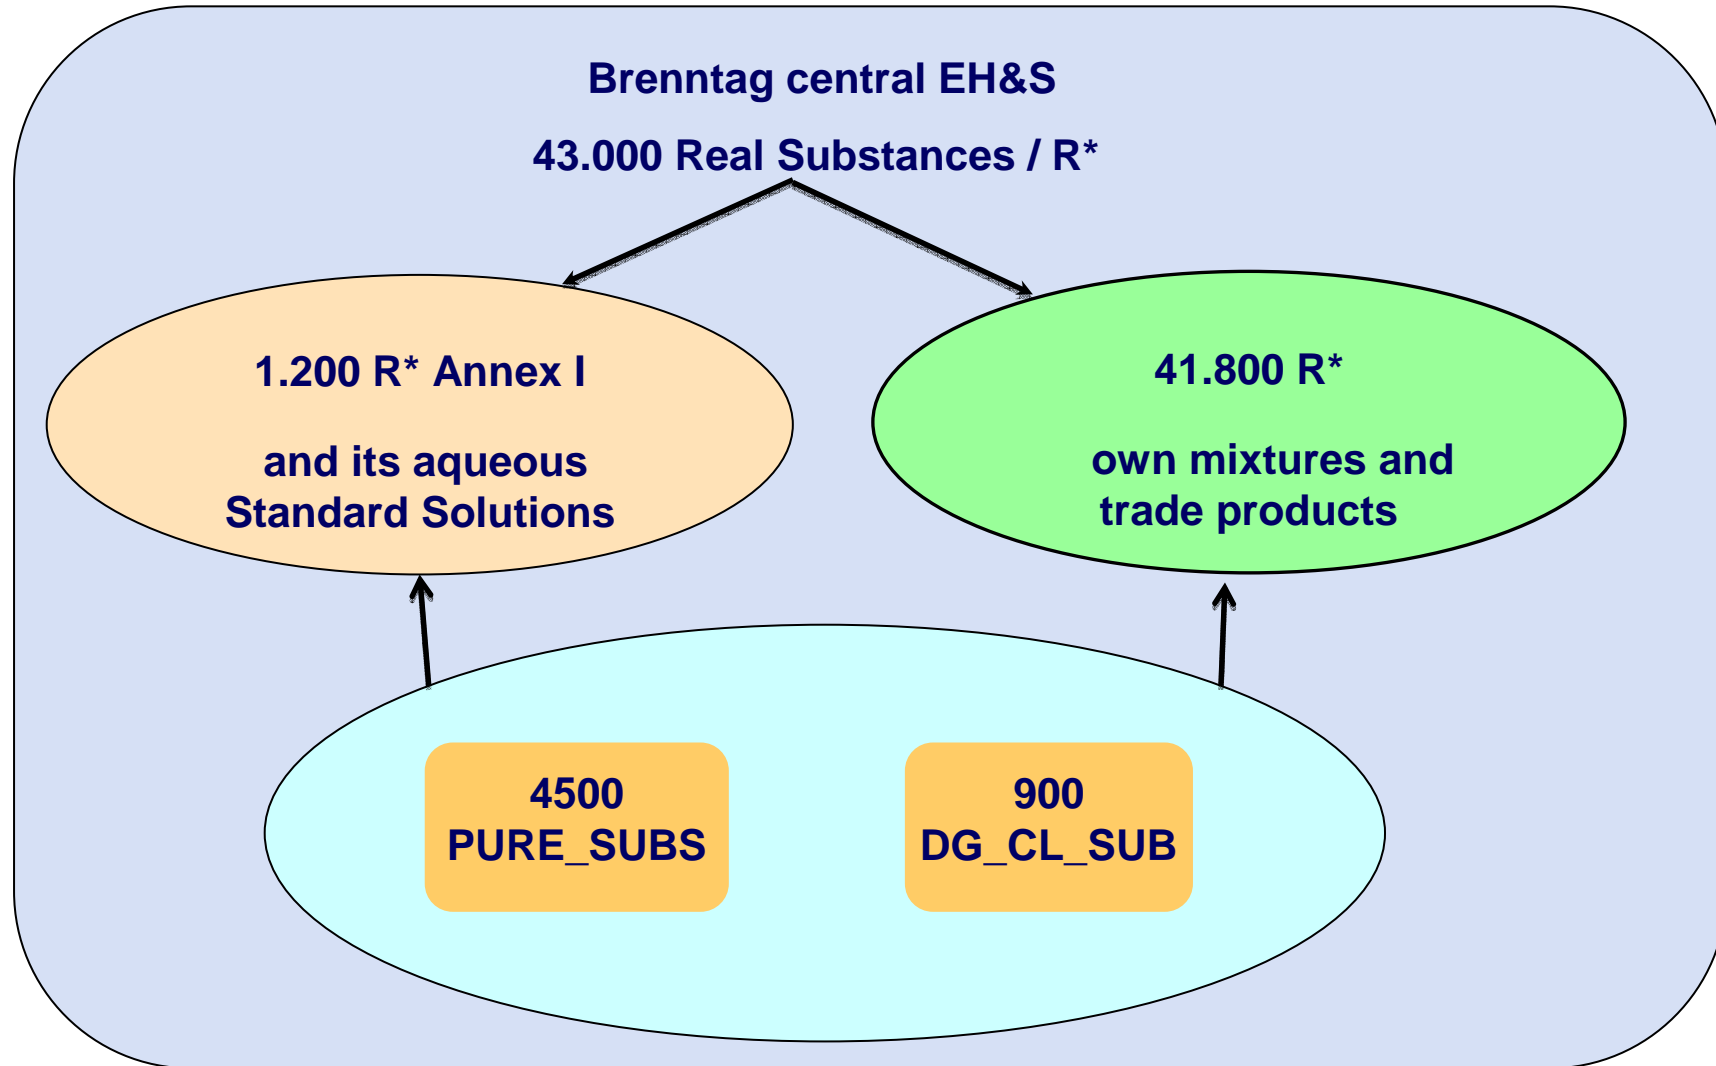 Brenntag central EH&S
43.000 Real Substances / R*
1.200 R* Annex I
and its aqueous
Standard Solutions
41.800 R*
own mixtures and
trade products
4500
PURE_SUBS
900
DG_CL_SUB